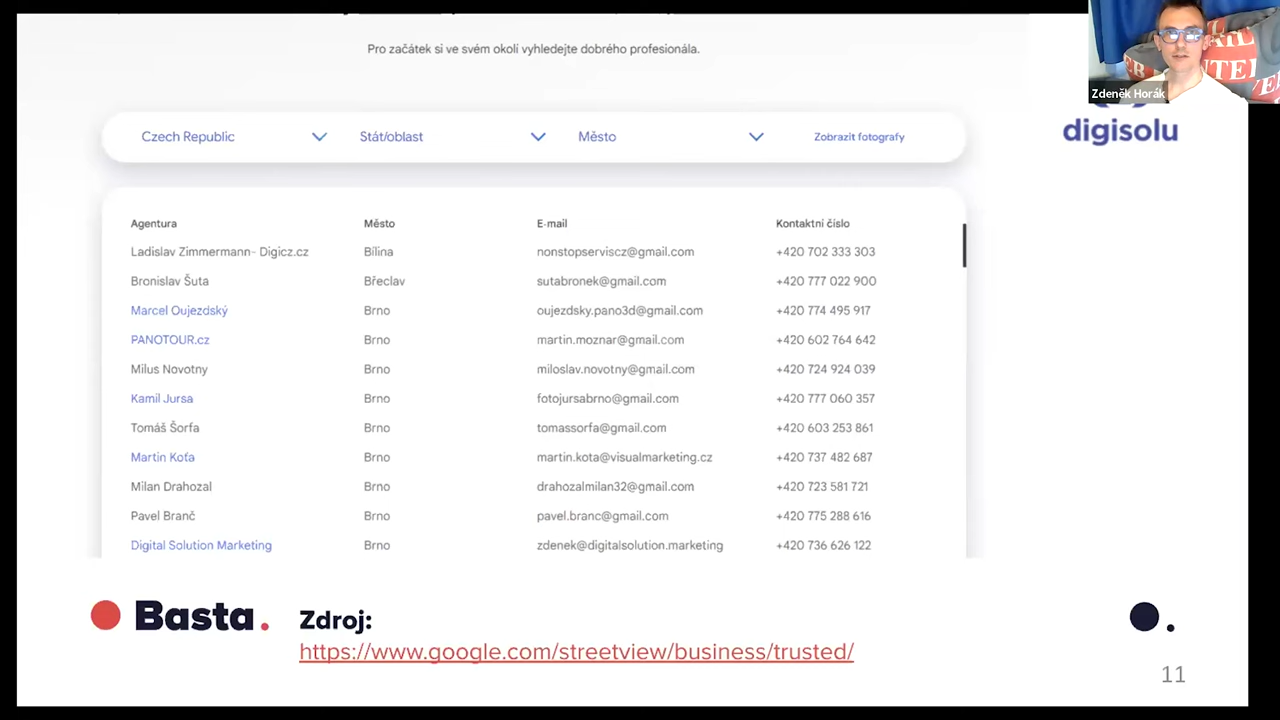 Pro začátek si ve svém okolí vyhledejte dobrého profesionála.
Zdeněk Horák
digisolu
Czech Republic Stát/oblast Město Zobrazit fotografy
Agentura Město E-mail Kontaktní číslo
Ladislav Zimmermann- Digicz.cz Bílina nonstopserviscz@gmail.com +420 702 333 303
Bronislav Šuta Břeclav sutabronek@gmail.com +420 777 022 900
Marcel Oujezdský Brno oujezdsky.pano3d@gmail.com +420 774 495 917
PANOTOUR.cz Brno martin.moznar@gmail.com +420 602 764 642
Milus Novotny Brno miloslav.novotny@gmail.com +420 724 924 039
Kamil Jursa Brno fotojursabrno@gmail.com +420 777 060 357
Tomáš Šorfa Brno tomassorfa@gmail.com +420 603 253 861
Martin Koťa Brno martin.kota@visualmarketing.cz +420 737 482 687
Milan Drahozal Brno drahozalmilan32@gmail.com +420 723 581 721
Pavel Branč Brno pavel.branc@gmail.com +420 775 288 616
Digital Solution Marketing Brno zdenek@digitalsolution.marketing +420 736 626 122
Basta.
Zdroj:
https://www.google.com/streetview/business/trusted/
11